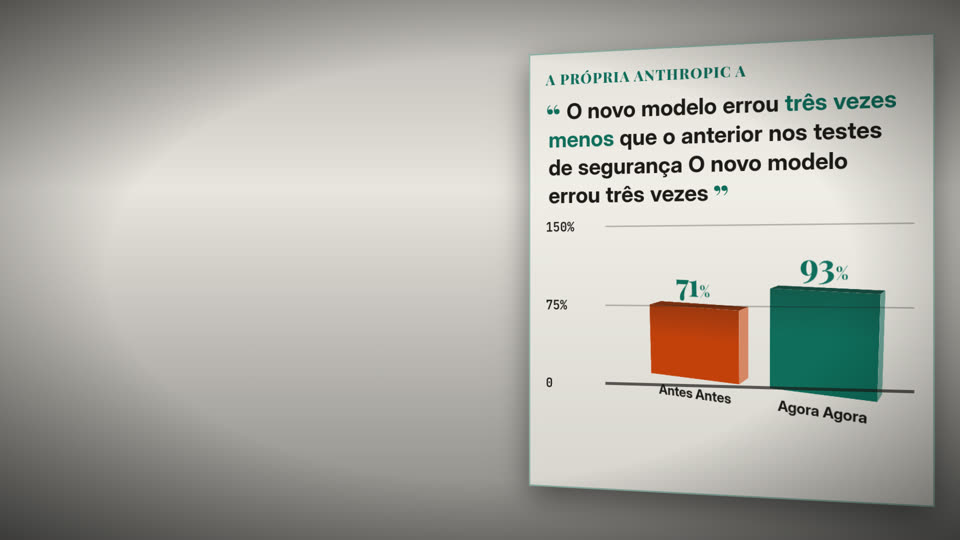 A PRÓPRIA ANTHROPIC A
“ O novo modelo errou três vezes
menos que o anterior nos testes
de segurança O novo modelo
errou três vezes ”
150%
93%
71%
75%
0
Antes Antes
Agora Agora